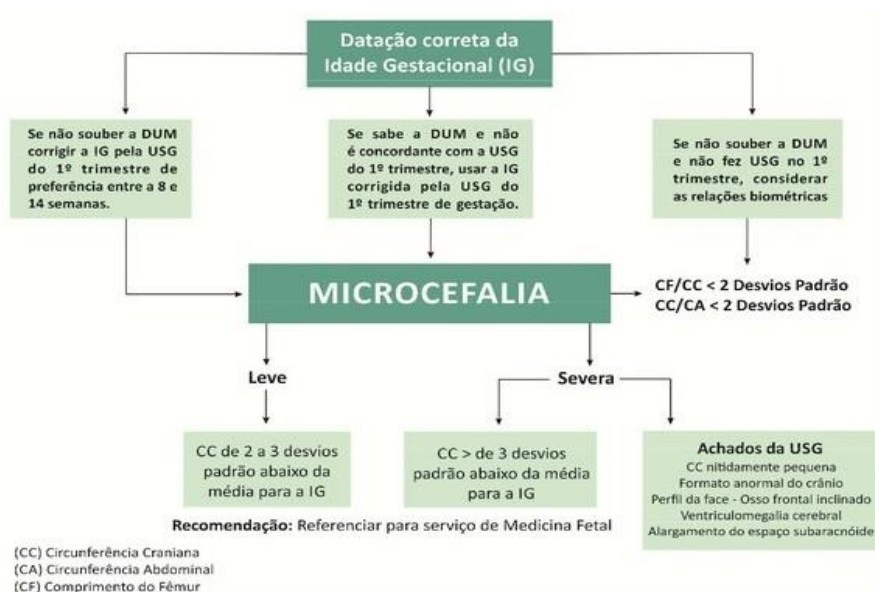 Datação correta da
Idade Gestacional (IG)
Se não souber a DUM
corrigir a IG pela USG
do 1º trimestre de
preferência entre a 8 e
14 semanas.
Se sabe a DUM e não
é concordante com a USG
do 1º trimestre, usar a IG
corrigida pela USG do
1º trimestre de gestação.
Se não souber a DUM
e não fez USG no 1º
trimestre, considerar
as relações biométricas
MICROCEFALIA
CF/CC < 2 Desvios Padrão
CC/CA < 2 Desvios Padrão
Leve
Severa
CC de 2 a 3 desvios
padrão abaixo da
média para a IG
CC > de 3 desvios
padrão abaixo da média
para a IG
Achados da USG
CC nitidamente pequena
Formato anormal do crânio
Perfil da face - Osso frontal inclinado
Ventriculomegalia cerebral
Alargamento do espaço subaracnóide
Recomendação: Referenciar para serviço de Medicina Fetal
(CC) Circunferência Craniana
(CA) Circunferência Abdominal
(CF) Comprimento do Fêmur